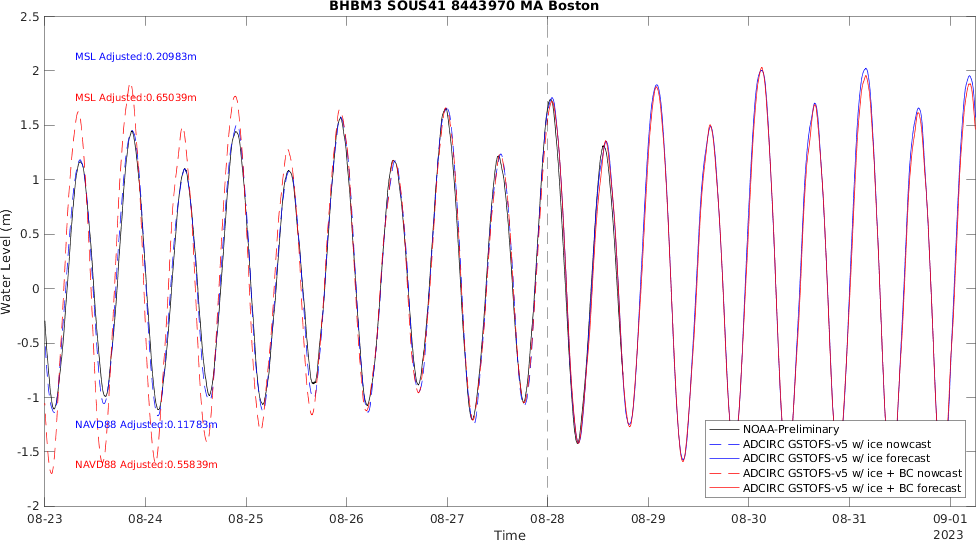 BHBM3 SOUS41 8443970 MA Boston
2.5
2
1.5
1
0.5
0
-0.5
-1
-1.5
-2
Water Level (m)
MSL Adjusted:0.20983m
MSL Adjusted:0.65039m
NAVD88 Adjusted:0.11783m
NAVD88 Adjusted:0.55839m
NOAA-Preliminary
ADCIRC GSTOFS-v5 w/ ice nowcast
ADCIRC GSTOFS-v5 w/ ice forecast
ADCIRC GSTOFS-v5 w/ ice + BC nowcast
ADCIRC GSTOFS-v5 w/ ice + BC forecast
08-23 08-24 08-25 08-26 08-27 08-28 08-29 08-30 08-31 09-01
2023
Time